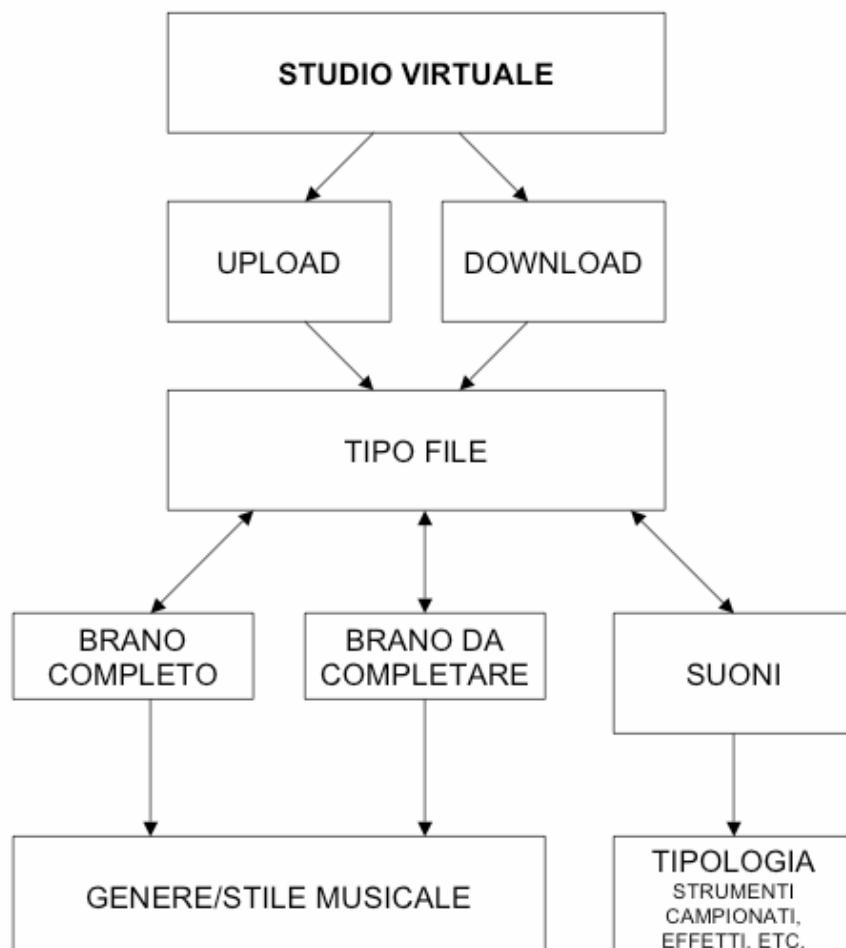 STUDIO VIRTUALE
UPLOAD
DOWNLOAD
TIPO FILE
BRANO
COMPLETO
BRANO DA
COMPLETARE
SUONI
GENERE/STILE MUSICALE
TIPOLOGIA
STRUMENTI
CAMPIONATI,
EFFETTI, ETC.